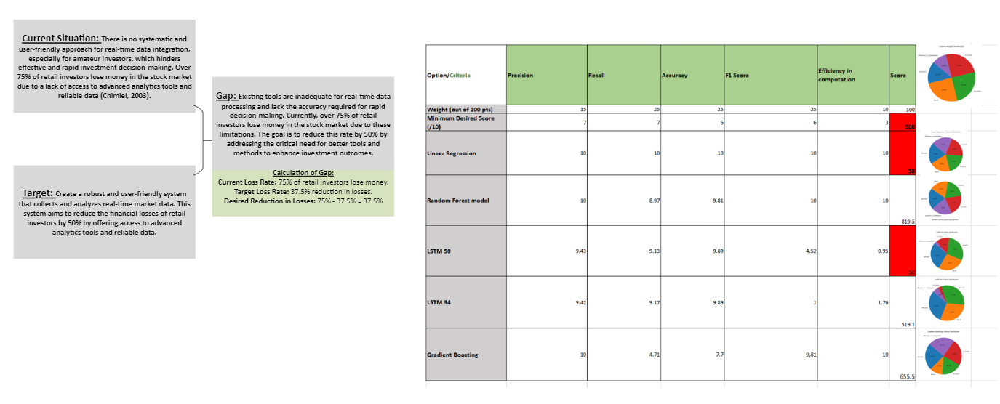 Current Situation: There is no systematic and
user-friendly approach for real-time data integration,
especially for amateur investors, which hinders
effective and rapid investment decision-making. Over
75% of retail investors lose money in the stock market
due to a lack of access to advanced analytics tools and
reliable data (Chimiel, 2003).
Gap: Existing tools are inadequate for real-time data
processing and lack the accuracy required for rapid
decision-making. Currently, over 75% of retail
investors lose money in the stock market due to these
limitations. The goal is to reduce this rate by 50% by
addressing the critical need for better tools and
methods to enhance investment outcomes.
Calculation of Gap:
Current Loss Rate: 75% of retail investors lose money.
Target Loss Rate: 37.5% reduction in losses.
Desired Reduction in Losses: 75% - 37.5% = 37.5%
Target: Create a robust and user-friendly system
that collects and analyzes real-time market data. This
system aims to reduce the financial losses of retail
investors by 50% by offering access to advanced
analytics tools and reliable data.
Option/Criteria Precision Recall Accuracy F1 Score Efficiency in
computation Score
Weight (out of 100 pts) 15 25 25 25 10 100
Minimum Desired Score
(/10) 7 7 6 6 3 500
Lineer Regression 10 10 10 10 10 50
Random Forest model 10 8.97 9.81 10 10 819.5
LSTM 50 9.43 9.13 9.89 4.52 0.95 50
LSTM 34 9.42 9.17 9.89 1 1.76 519.1
Gradient Boosting 10 4.71 7.7 9.81 10 655.5